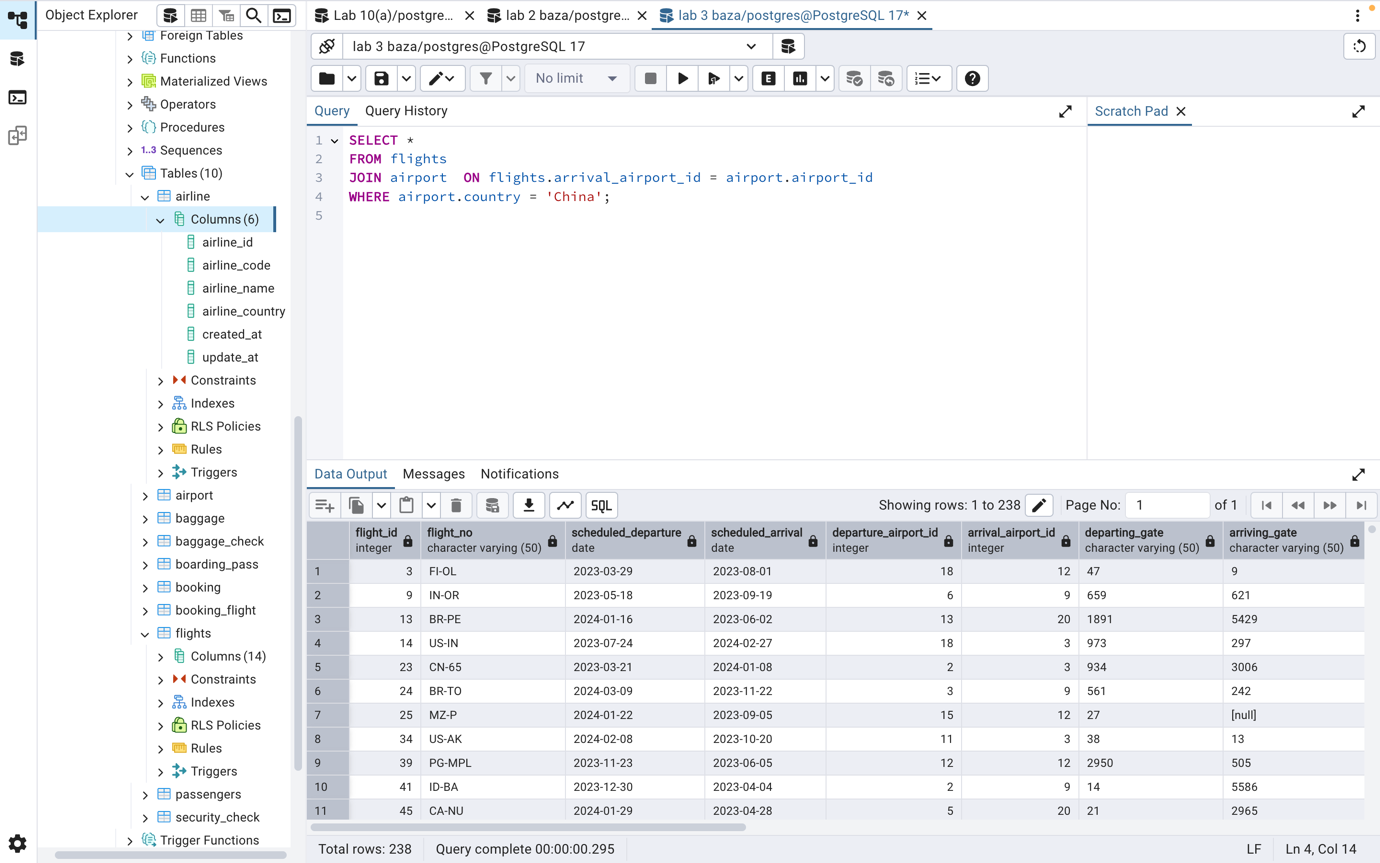 Object Explorer
Lab 10(a)/postgre...
lab 2 baza/postgre...
lab 3 baza/postgres@PostgreSQL 17*
lab 3 baza/postgres@PostgreSQL 17
No limit
E
Query
Query History
Scratch Pad
1 SELECT *
2 FROM flights
3 JOIN airport  ON flights.arrival_airport_id = airport.airport_id
4 WHERE airport.country = 'China';
5
Foreign Tables
Functions
Materialized Views
Operators
Procedures
1..3 Sequences
Tables (10)
airline
Columns (6)
airline_id
airline_code
airline_name
airline_country
created_at
update_at
Constraints
Indexes
RLS Policies
Rules
Triggers
airport
baggage
baggage_check
boarding_pass
booking
booking_flight
flights
Columns (14)
Constraints
Indexes
RLS Policies
Rules
Triggers
passengers
security_check
Trigger Functions
Data Output
Messages
Notifications
SQL
Showing rows: 1 to 238
Page No: 1 of 1
flight_id integer
flight_no character varying (50)
scheduled_departure date
scheduled_arrival date
departure_airport_id integer
arrival_airport_id integer
departing_gate character varying (50)
arriving_gate character varying (50)
1 3 FI-OL 2023-03-29 2023-08-01 18 12 47 9
2 9 IN-OR 2023-05-18 2023-09-19 6 9 659 621
3 13 BR-PE 2024-01-16 2023-06-02 13 20 1891 5429
4 14 US-IN 2023-07-24 2024-02-27 18 3 973 297
5 23 CN-65 2023-03-21 2024-01-08 2 3 934 3006
6 24 BR-TO 2024-03-09 2023-11-22 3 9 561 242
7 25 MZ-P 2024-01-22 2023-09-05 15 12 27 [null]
8 34 US-AK 2024-02-08 2023-10-20 11 3 38 13
9 39 PG-MPL 2023-11-23 2023-06-05 12 12 2950 505
10 41 ID-BA 2023-12-30 2023-04-04 2 9 14 5586
11 45 CA-NU 2024-01-29 2023-04-28 5 20 21 2965
Total rows: 238
Query complete 00:00:00.295
LF
Ln 4, Col 14